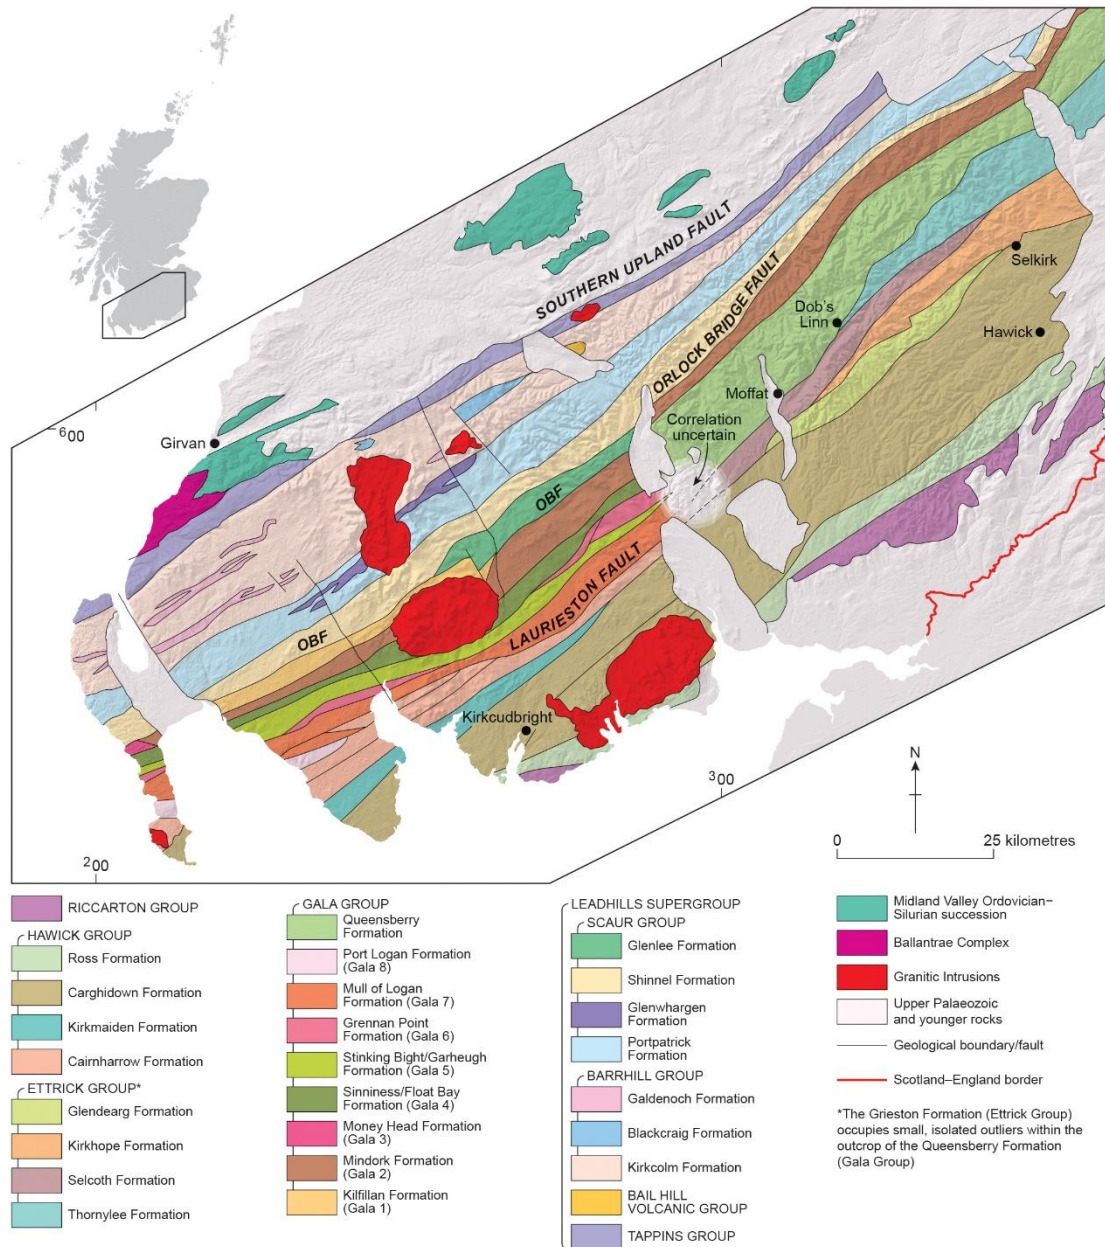 600
200
300
Girvan
SOUTHERN UPLAND FAULT
ORLOCK BRIDGE FAULT
Selkirk
Dob's
Linn
Hawick
Moffat
Correlation
uncertain
OBF
OBF
LAURIESTON FAULT
Kirkcudbright
N
0 25 kilometres
RICCARTON GROUP
HAWICK GROUP
Ross Formation
Carghidown Formation
Kirkmaiden Formation
Cairnharrow Formation
ETTRICK GROUP*
Glendearg Formation
Kirkhope Formation
Selcoth Formation
Thornylee Formation
GALA GROUP
Queensberry
Formation
Port Logan Formation
(Gala 8)
Mull of Logan
Formation (Gala 7)
Grennan Point
Formation (Gala 6)
Stinking Bight/Garheugh
Formation (Gala 5)
Sinniness/Float Bay
Formation (Gala 4)
Money Head Formation
(Gala 3)
Mindork Formation
(Gala 2)
Kilfillan Formation
(Gala 1)
LEADHILLS SUPERGROUP
SCAUR GROUP
Glenlee Formation
Shinnel Formation
Glenwhargen
Formation
Portpatrick
Formation
BARRHILL GROUP
Galdenoch Formation
Blackcraig Formation
Kirkcolm Formation
BAIL HILL
VOLCANIC GROUP
TAPPINS GROUP
Midland Valley Ordovician–
Silurian succession
Ballantrae Complex
Granitic Intrusions
Upper Palaeozoic
and younger rocks
Geological boundary/fault
Scotland–England border
*The Grieston Formation (Ettrick Group)
occupies small, isolated outliers within the
outcrop of the Queensberry Formation
(Gala Group)